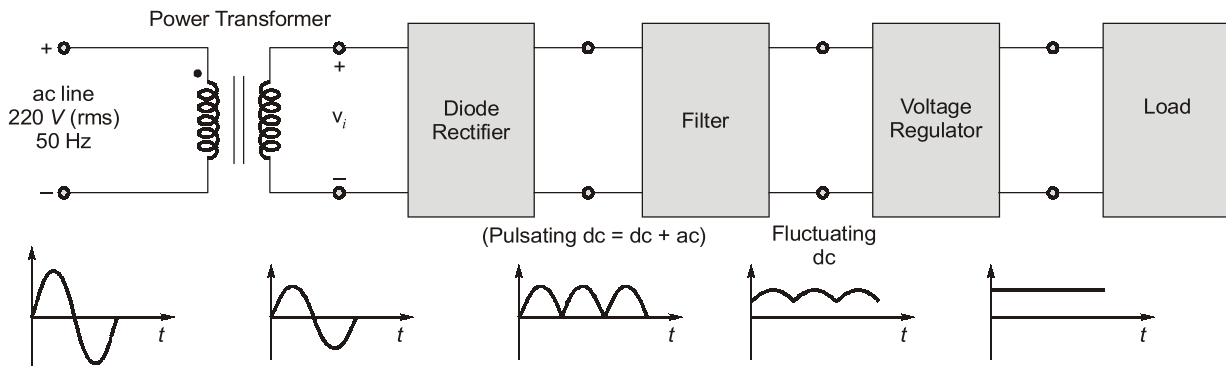 Power Transformer
+
ac line
220 V (rms)
50 Hz
–
+
vi
–
Diode
Rectifier
Filter
Voltage
Regulator
Load
(Pulsating dc = dc + ac)
Fluctuating
dc
t
t
t
t
t